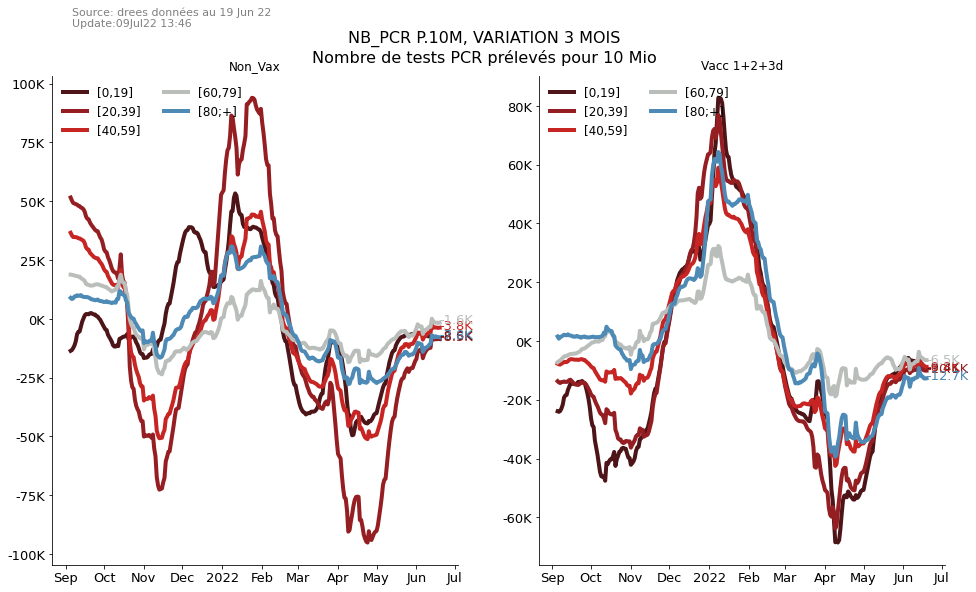 Source: drees données au 19 Jun 22
Update:09Jul22 13:46
NB_PCR P.10M, VARIATION 3 MOIS
Nombre de tests PCR prélevés pour 10 Mio
Non_Vax
[0,19]
[20,39]
[40,59]
[60,79]
[80;+]
100K
75K
50K
25K
0K
-25K
-50K
-75K
-100K
-1.6K
-3.8K
Sep Oct Nov Dec 2022 Feb Mar Apr May Jun Jul
Vacc 1+2+3d
[0,19]
[20,39]
[40,59]
[60,79]
[80;+]
80K
60K
40K
20K
0K
-20K
-40K
-60K
-6.5K
-12.7K
Sep Oct Nov Dec 2022 Feb Mar Apr May Jun Jul